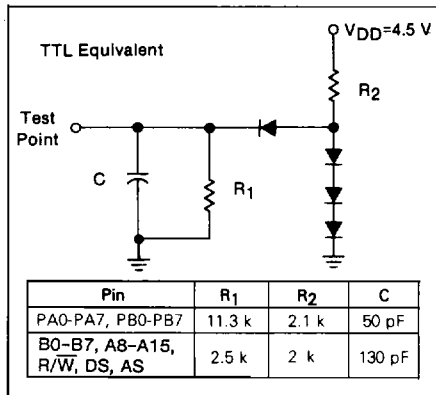 TTL Equivalent
VDD=4.5 V
R2
Test
Point
C
R1
Pin R1 R2 C
PA0-PA7, PB0-PB7 11.3 k 2.1 k 50 pF
B0-B7, A8-A15,
R/W̅, DS, AS 2.5 k 2 k 130 pF